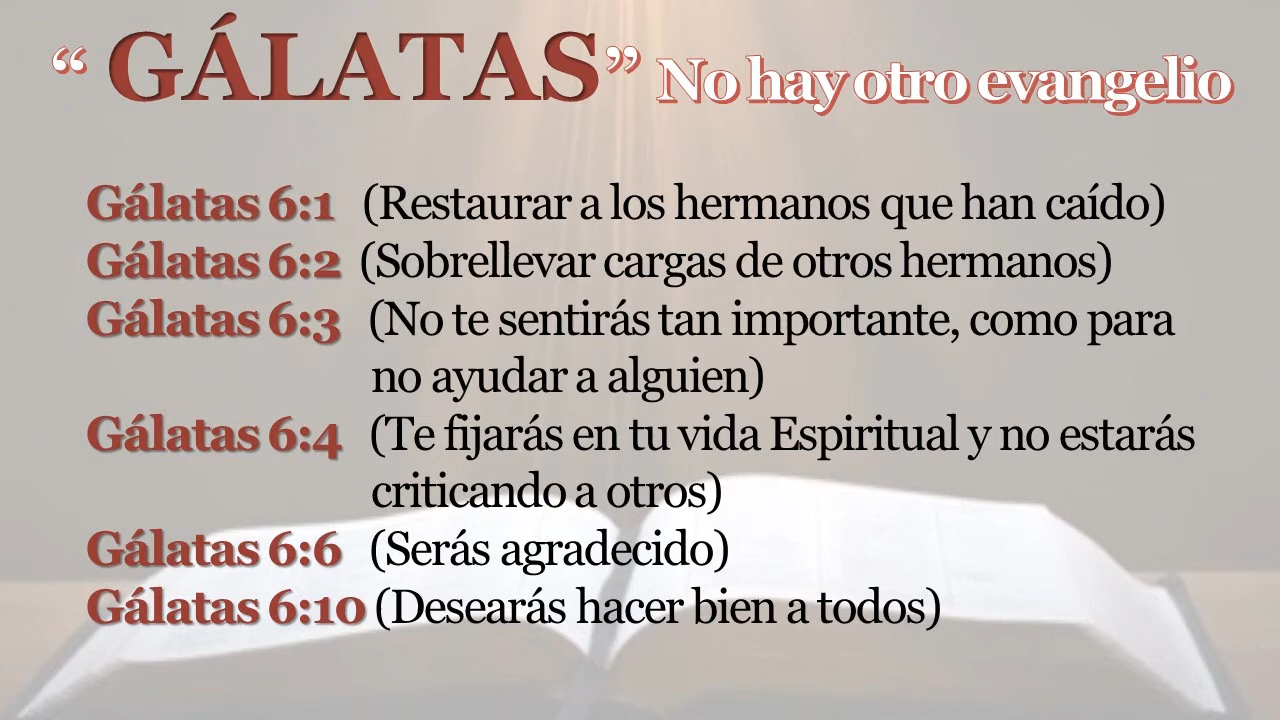 “ GÁLATAS” No hay otro evangelio
Gálatas 6:1 (Restaurar a los hermanos que han caído)
Gálatas 6:2 (Sobrellevar cargas de otros hermanos)
Gálatas 6:3 (No te sentirás tan importante, como para
no ayudar a alguien)
Gálatas 6:4 (Te fijarás en tu vida Espiritual y no estarás
criticando a otros)
Gálatas 6:6 (Serás agradecido)
Gálatas 6:10 (Desearás hacer bien a todos)